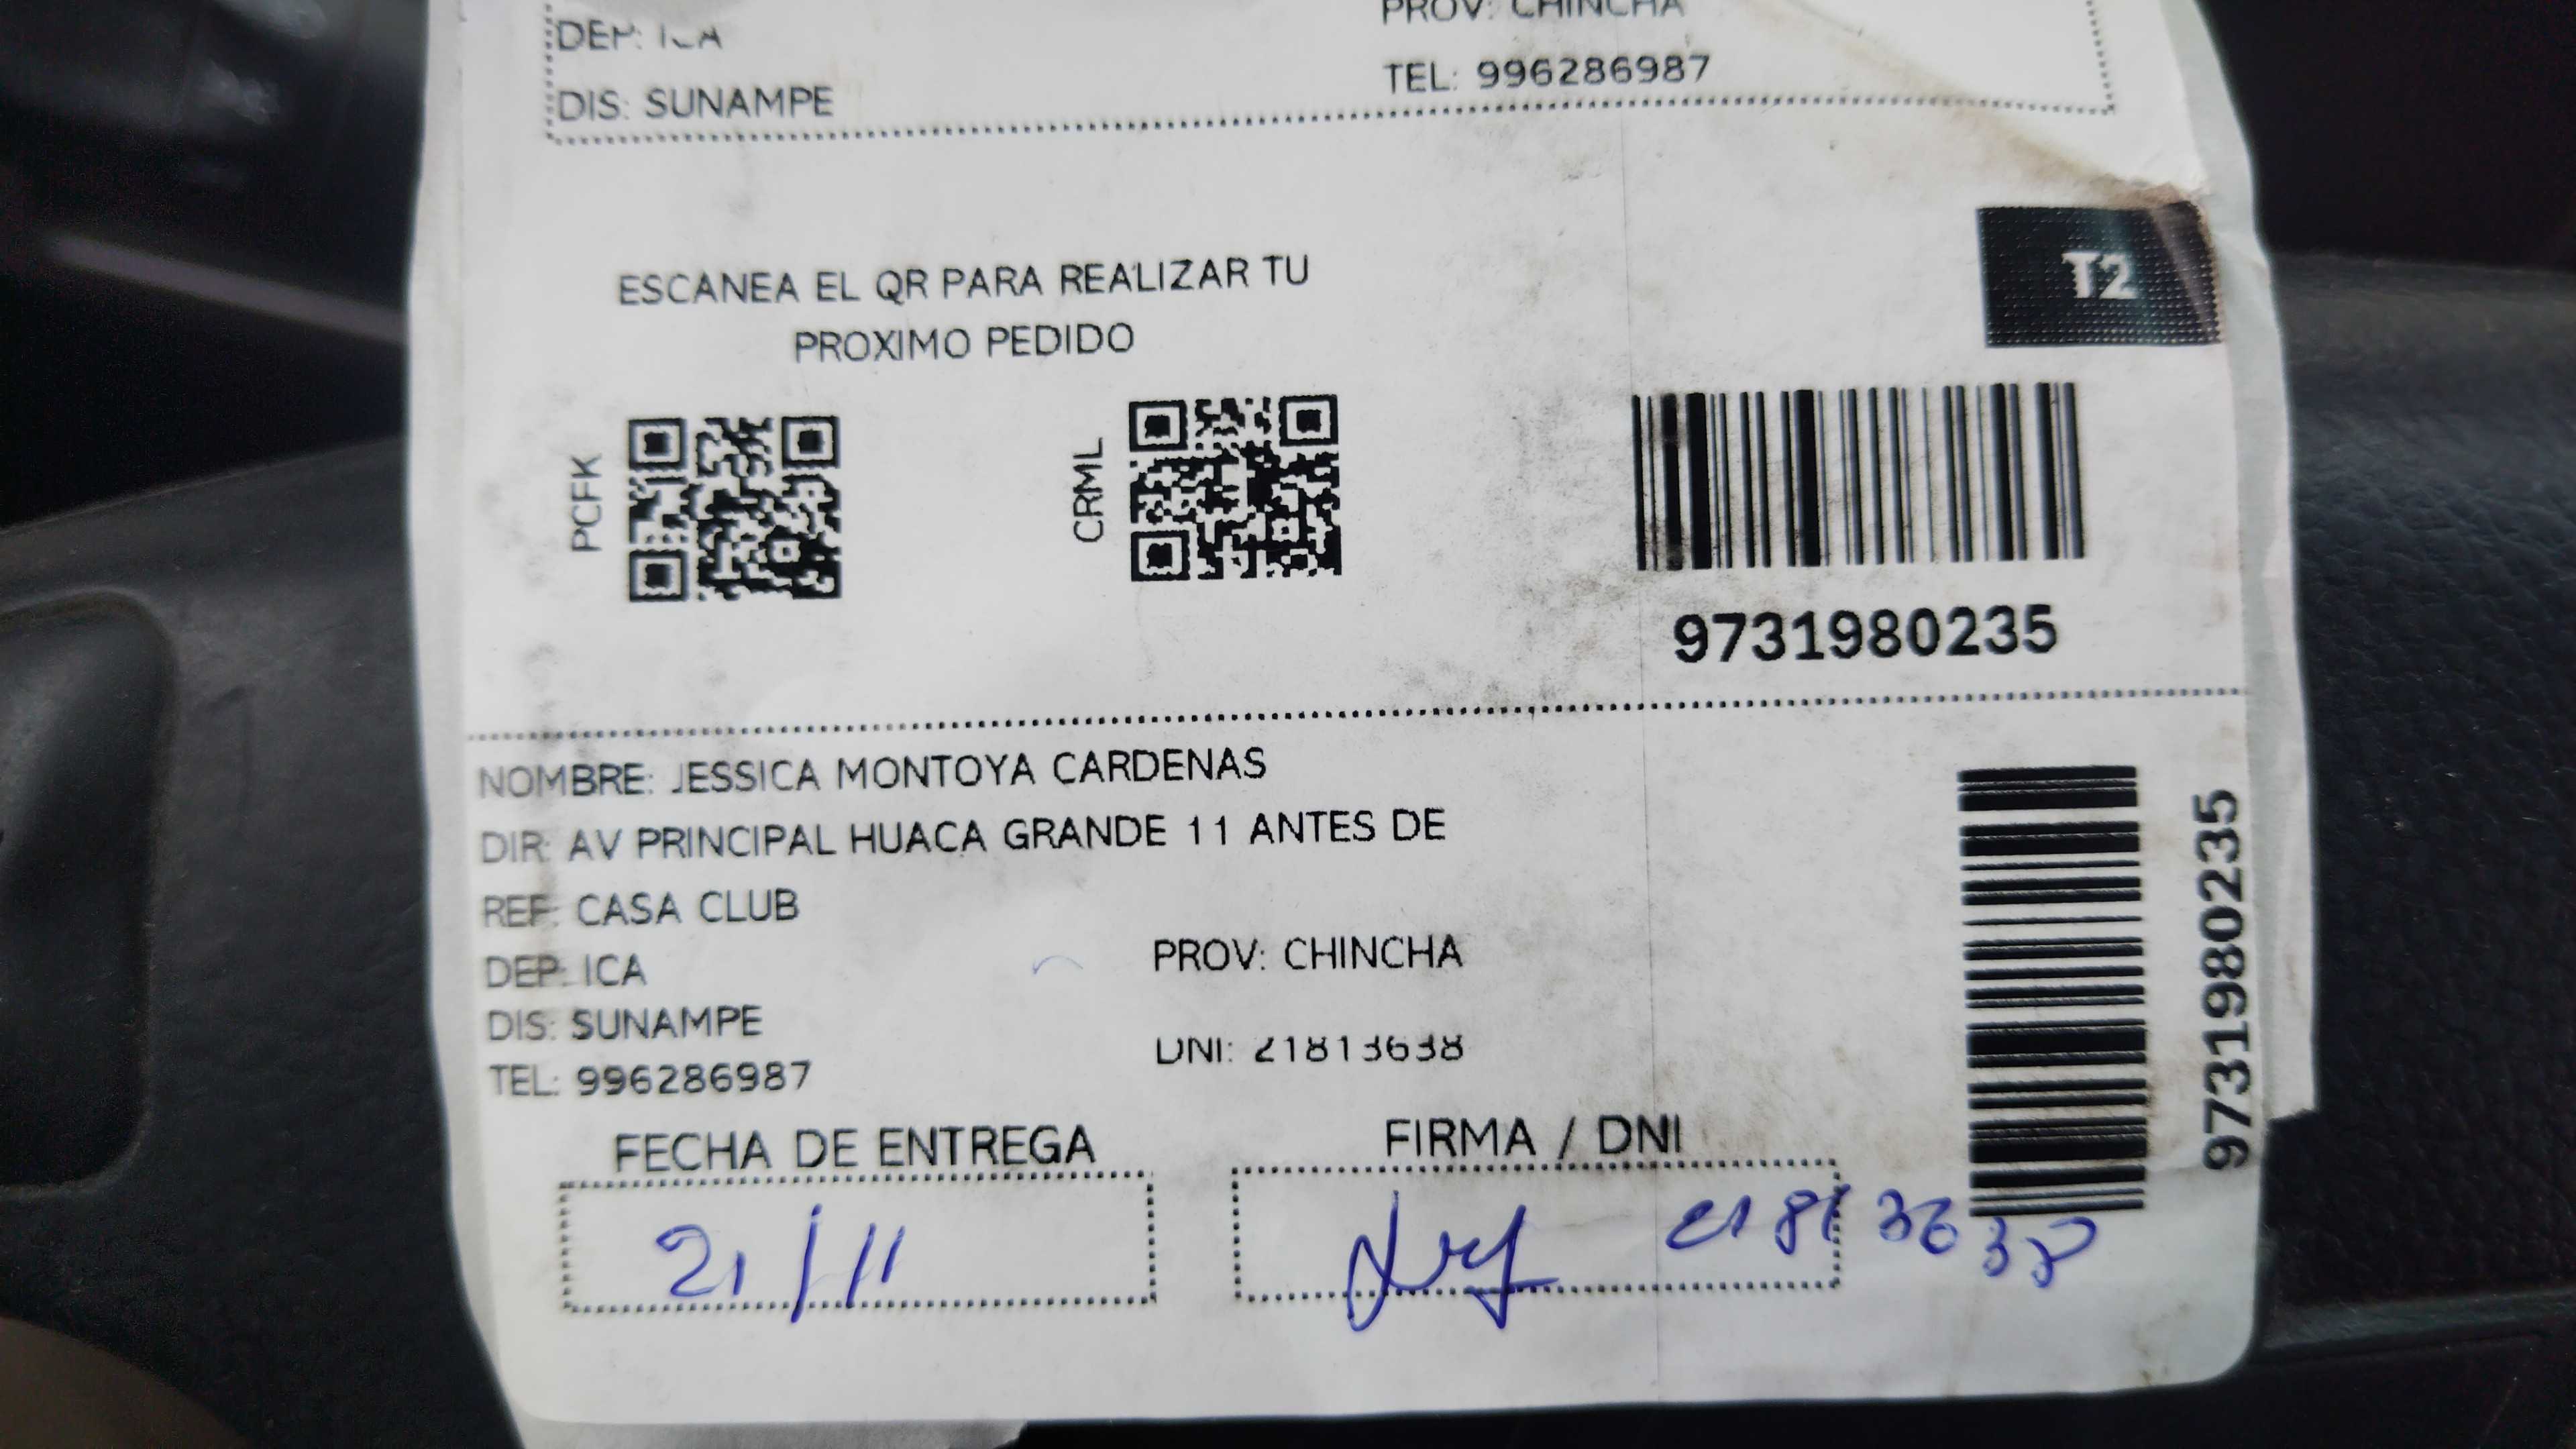 DEP: ICA
PROV: CHINCHA
DIS: SUNAMPE
TEL: 996286987
T2
ESCANEA EL QR PARA REALIZAR TU
PROXIMO PEDIDO
PCFK
CRML
9731980235
NOMBRE: JESSICA MONTOYA CARDENAS
DIR: AV PRINCIPAL HUACA GRANDE 11 ANTES DE
REF: CASA CLUB
DEP: ICA
PROV: CHINCHA
DIS: SUNAMPE
DNI: 21813638
TEL: 996286987
9731980235
FECHA DE ENTREGA
FIRMA / DNI
21/11
21813638